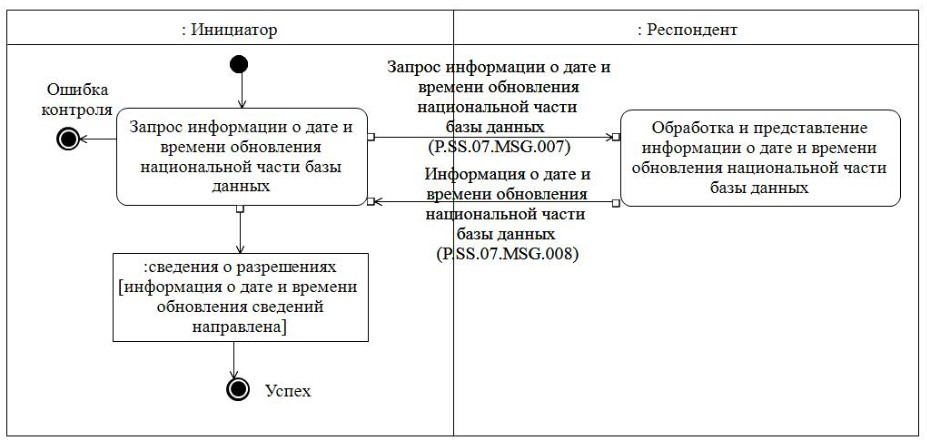 : Инициатор
: Респондент
Ошибка
контроля
Запрос информации о дате и
времени обновления
национальной части базы
данных
Запрос информации о дате и
времени обновления
национальной части
базы данных
(P.SS.07.MSG.007)
Обработка и представление
информации о дате и времени
обновления национальной части
базы данных
Информация о дате и
времени обновления
национальной части
базы данных
(P.SS.07.MSG.008)
:сведения о разрешениях
[информация о дате и времени
обновления сведений
направлена]
Успех